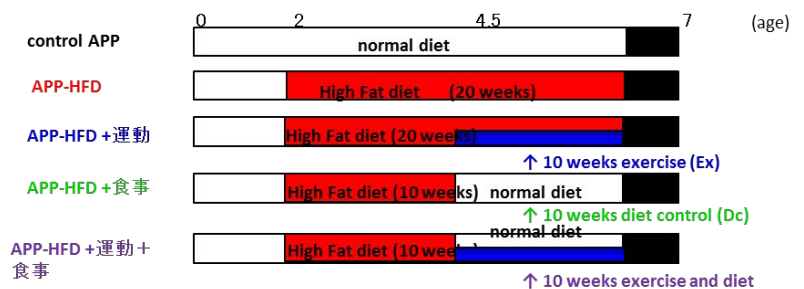 0 2 4.5 7 (age)
control APP normal diet
APP-HFD High Fat diet (20 weeks)
APP-HFD +運動 High Fat diet (20 weeks)
↑ 10 weeks exercise (Ex)
APP-HFD +食事 High Fat diet (10 weeks) normal diet
↑ 10 weeks diet control (Dc)
normal diet
APP-HFD +運動+ High Fat diet (10 weeks)
食事
↑ 10 weeks exercise and diet